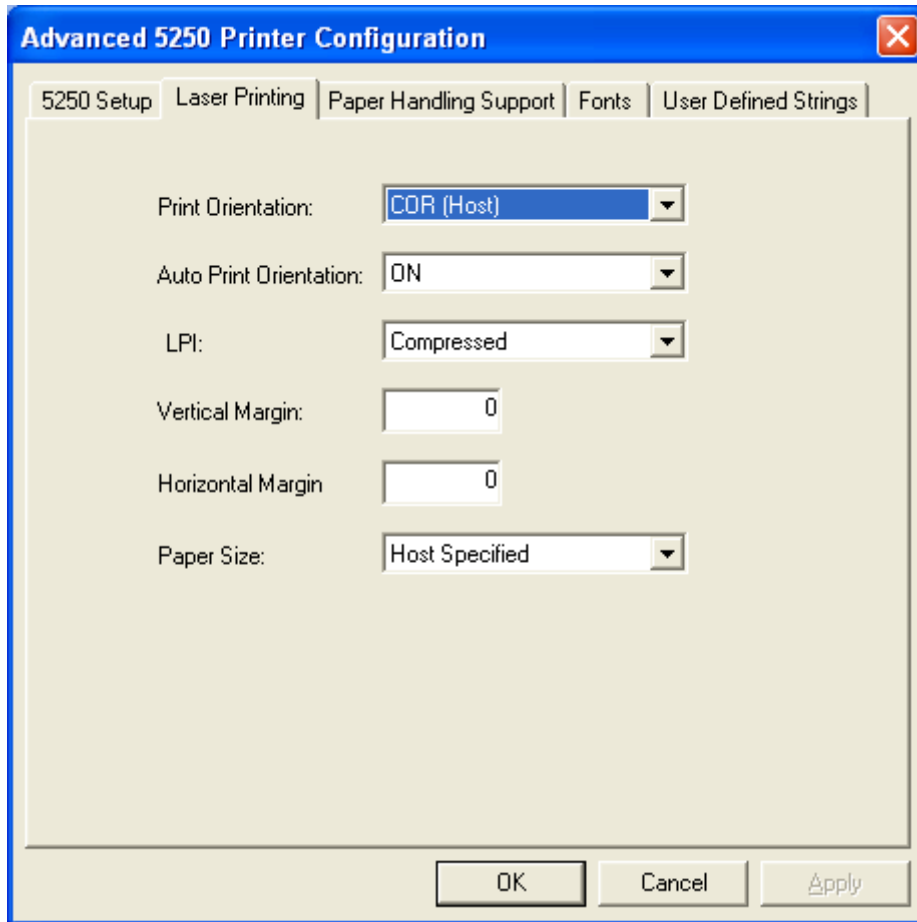 Advanced 5250 Printer Configuration
5250 Setup Laser Printing Paper Handling Support Fonts User Defined Strings
Print Orientation: COR (Host)
Auto Print Orientation: ON
LPI: Compressed
Vertical Margin: 0
Horizontal Margin 0
Paper Size: Host Specified
OK Cancel Apply